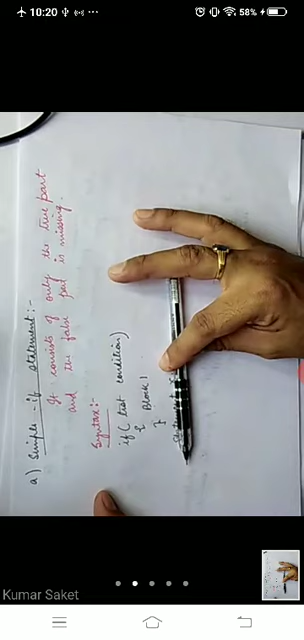 10:20
58%
a) Simple-if statement:-
It consists of only the true part
and the false part is missing.
Syntax:-
if (test condition)
{
Block 1
}
Kumar Saket